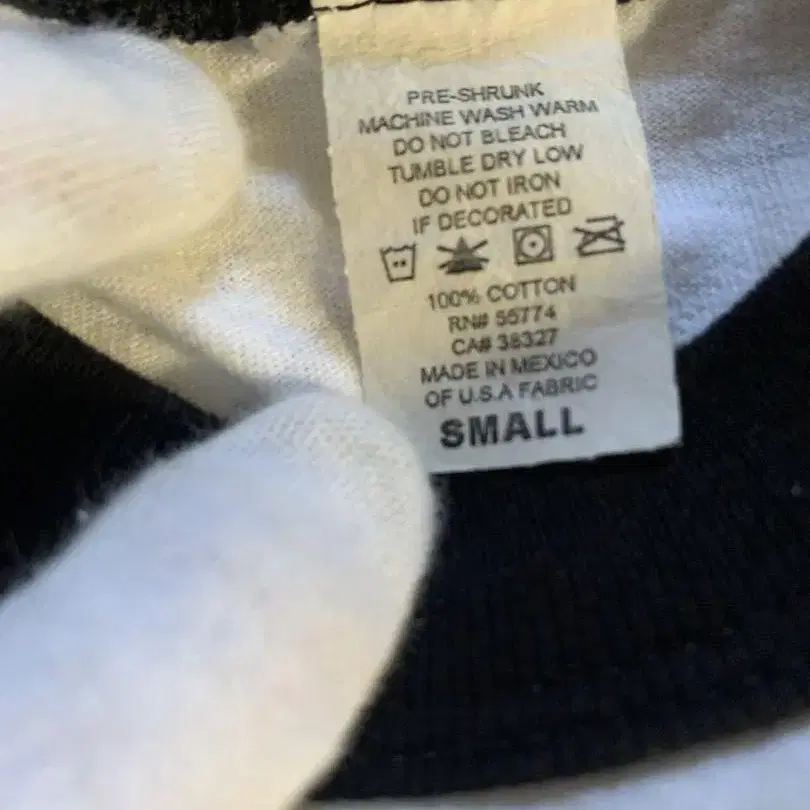 PRE-SHRUNK
MACHINE WASH WARM
DO NOT BLEACH
TUMBLE DRY LOW
DO NOT IRON
IF DECORATED
100% COTTON
RN# 55774
CA# 38327
MADE IN MEXICO
OF U.S.A FABRIC
SMALL